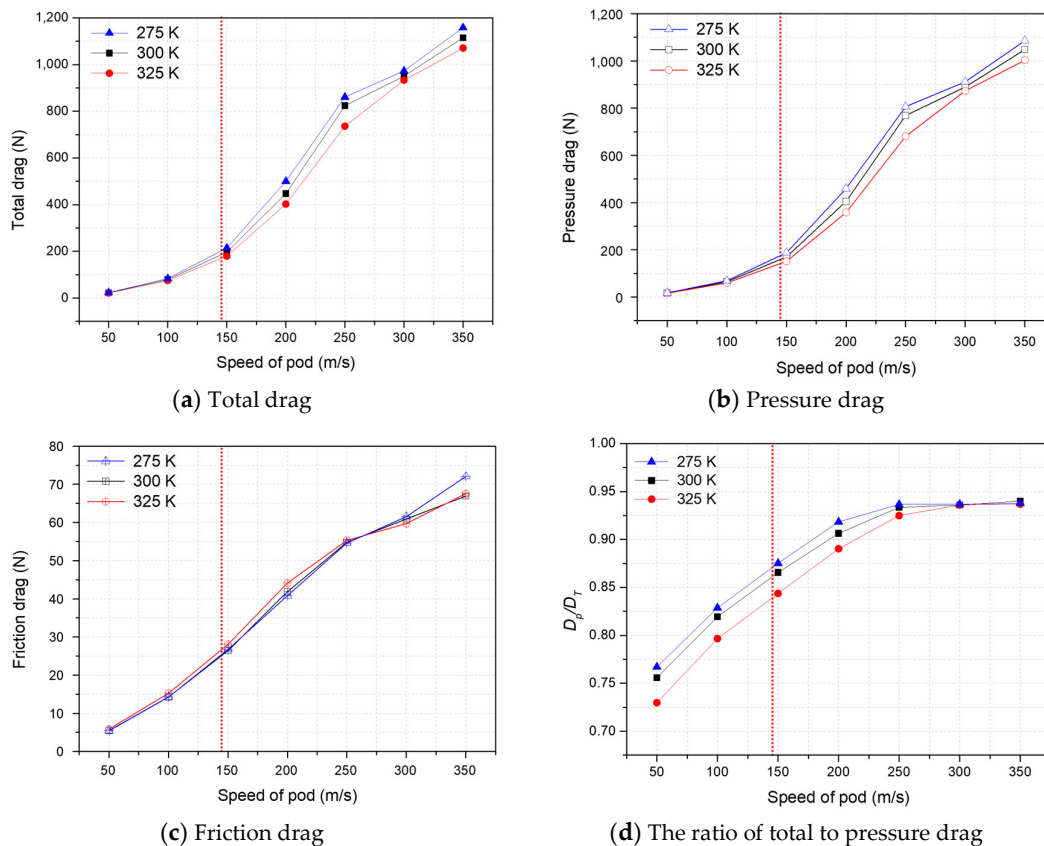 1,200
1,000
800
600
400
200
0
Total drag (N)
275 K
300 K
325 K
50 100 150 200 250 300 350
Speed of pod (m/s)
(a) Total drag
1,200
1,000
800
600
400
200
0
Pressure drag (N)
275 K
300 K
325 K
50 100 150 200 250 300 350
Speed of pod (m/s)
(b) Pressure drag
80
70
60
50
40
30
20
10
0
Friction drag (N)
275 K
300 K
325 K
50 100 150 200 250 300 350
Speed of pod (m/s)
(c) Friction drag
1.00
0.95
0.90
0.85
0.80
0.75
0.70
Dp/DT
275 K
300 K
325 K
50 100 150 200 250 300 350
Speed of pod (m/s)
(d) The ratio of total to pressure drag